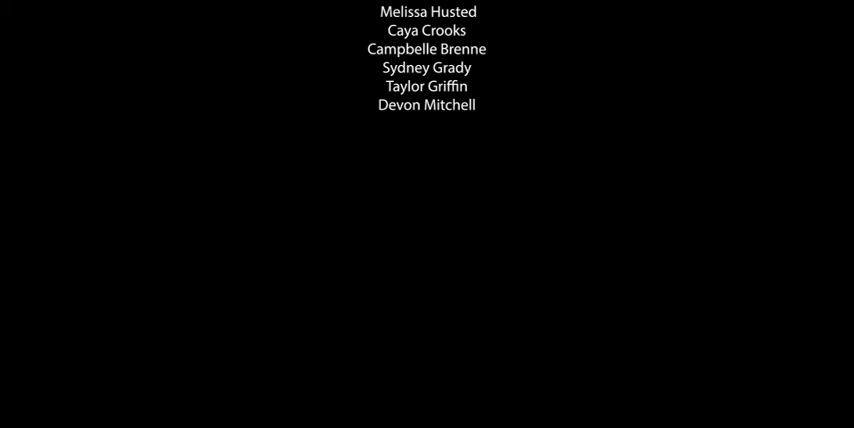 Melissa Husted
Caya Crooks
Campbelle Brenne
Sydney Grady
Taylor Griffin
Devon Mitchell